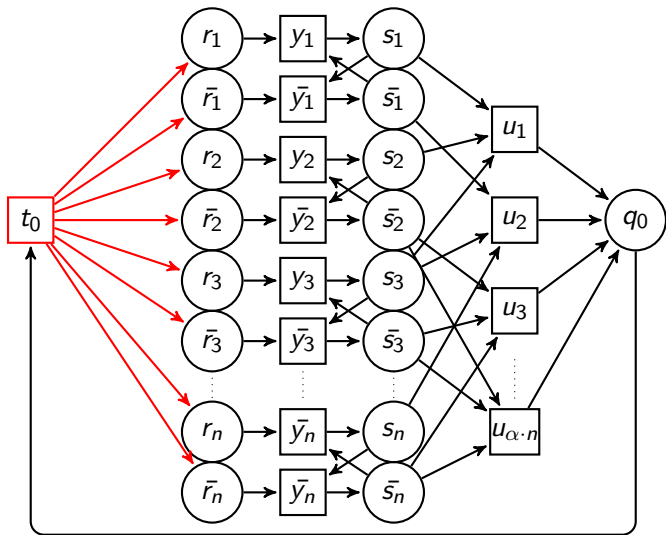 r₁ y₁ s₁
r̄₁ ȳ₁ s̄₁
u₁
r₂ y₂ s₂
t₀ r̄₂ ȳ₂ s̄₂ u₂ q₀
r₃ y₃ s₃
u₃
r̄₃ ȳ₃ s̄₃
rₙ ȳₙ sₙ u_{α·n}
r̄ₙ ȳₙ s̄ₙ